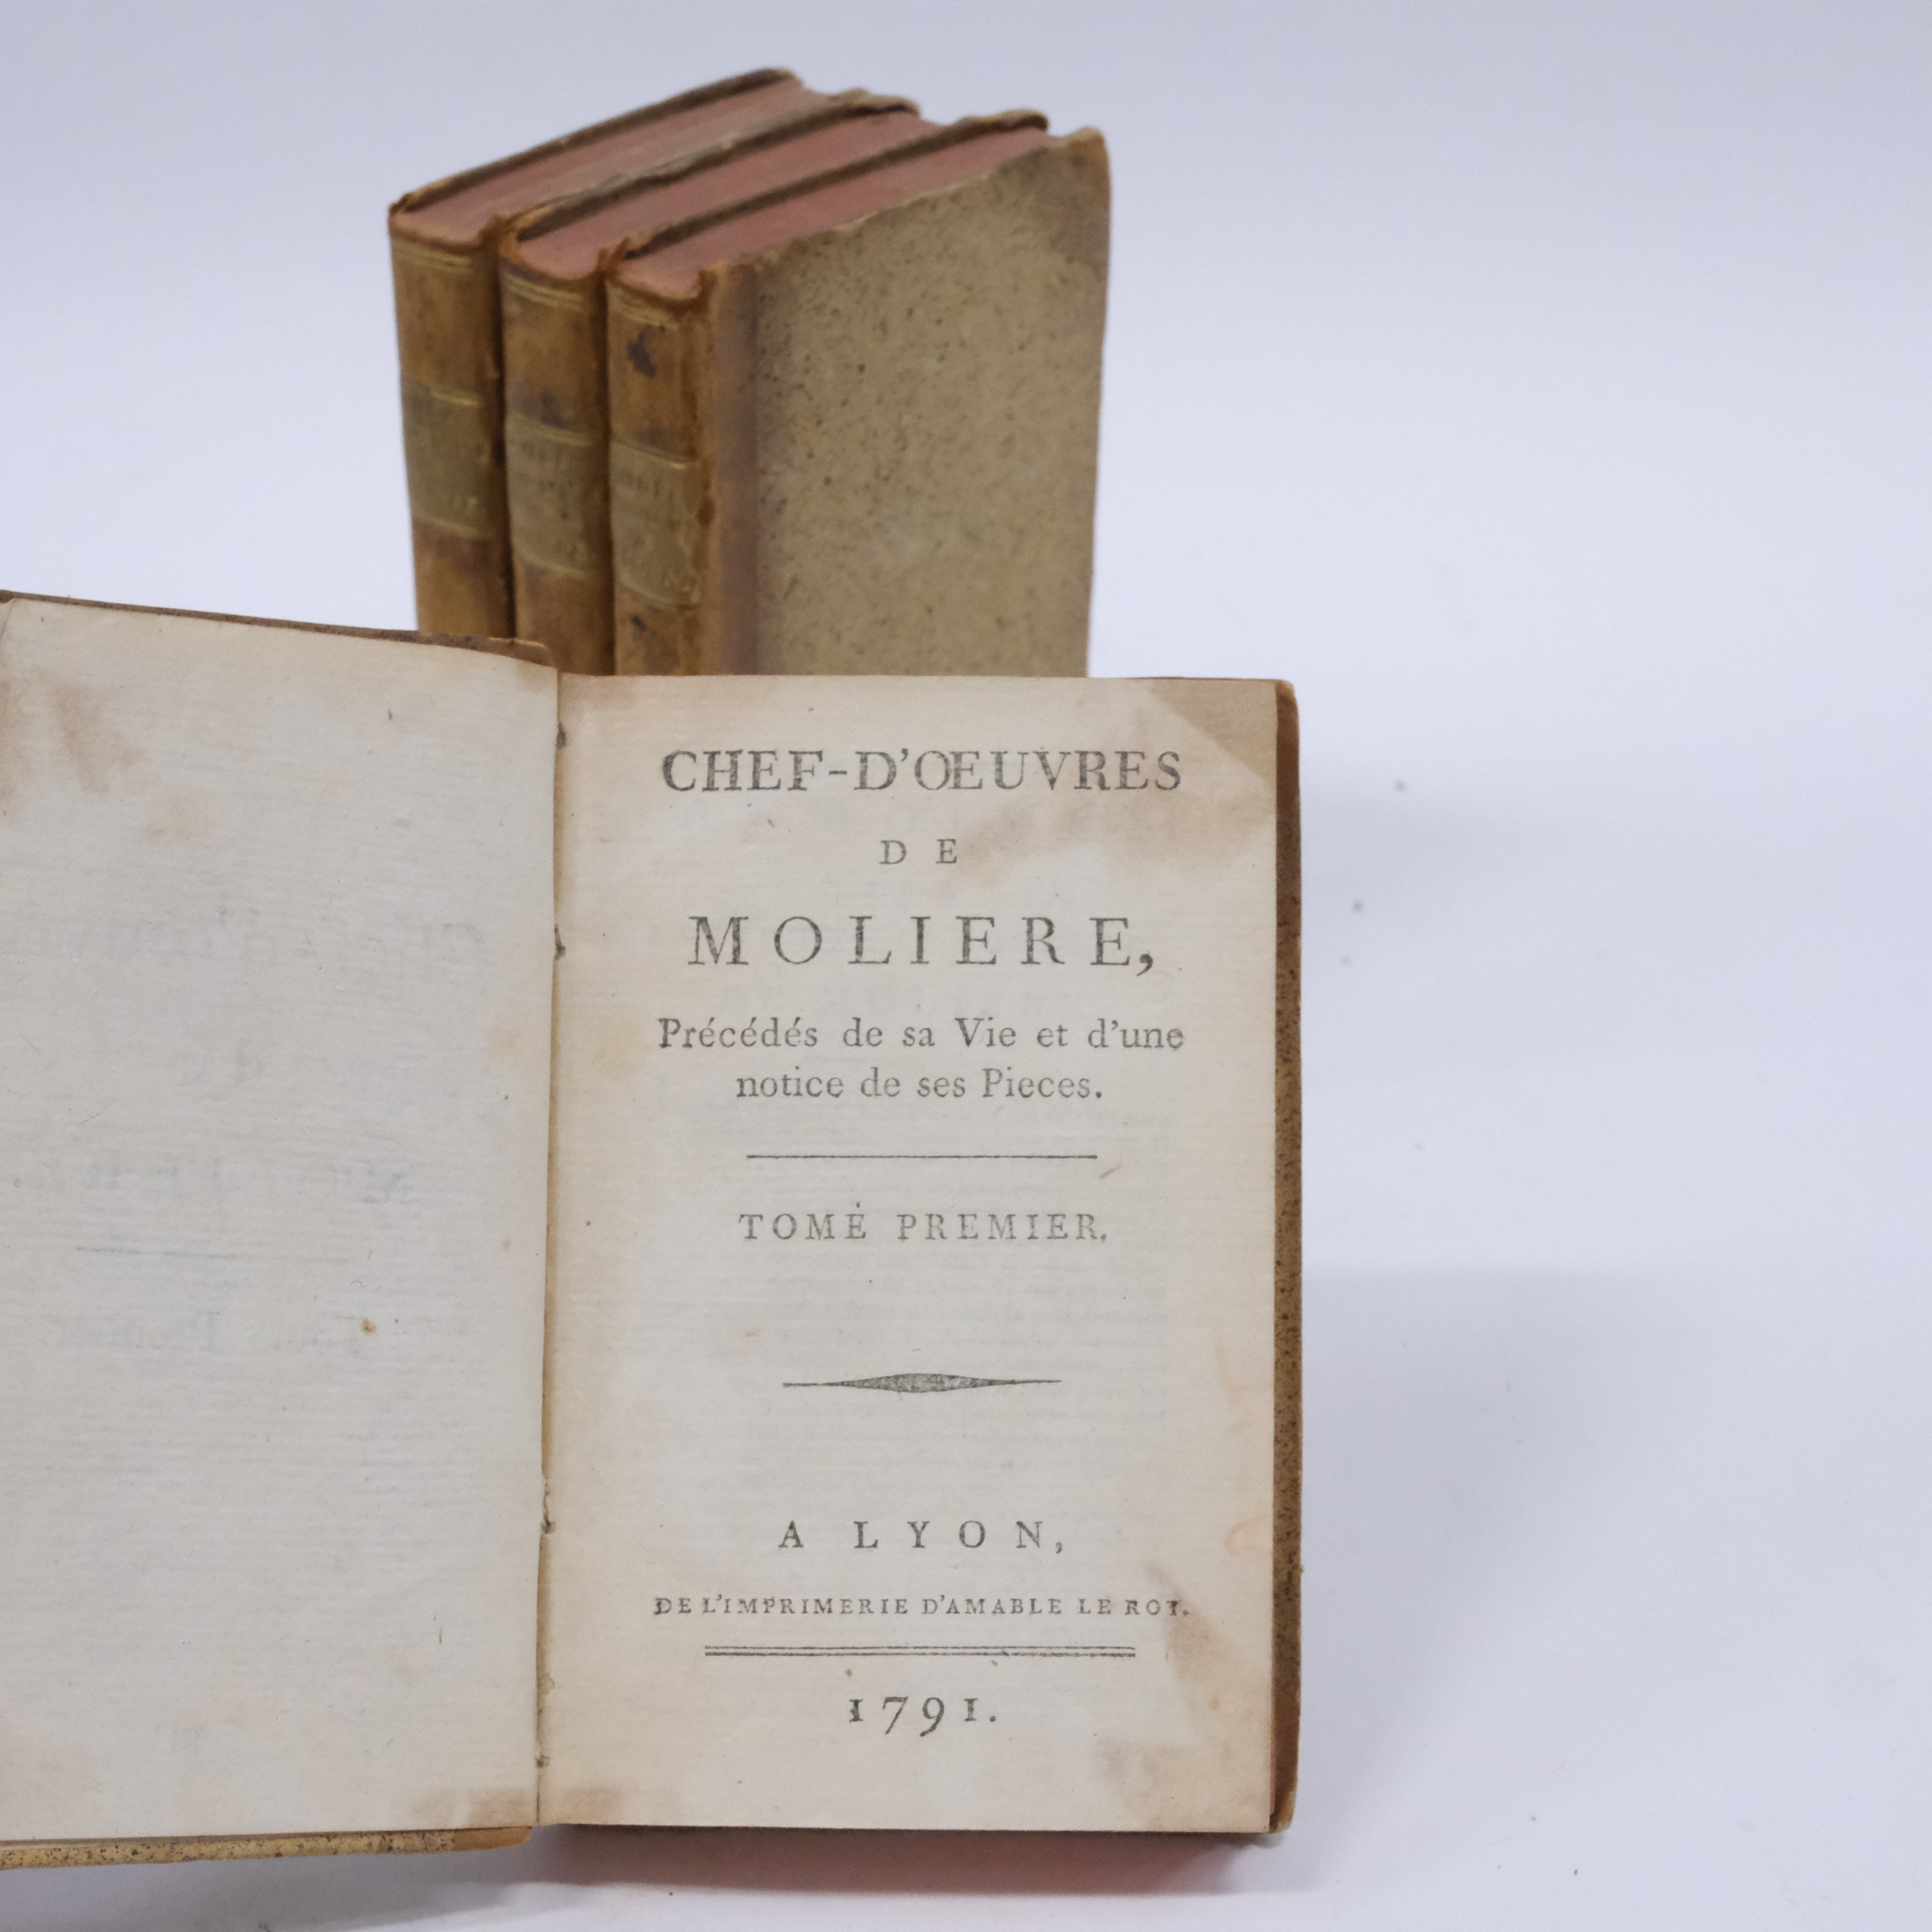 CHEF-D'ŒUVRES
DE
MOLIERE,
Précédés de sa Vie et d'une
notice de ses Pieces.
TOME PREMIER.
A LYON,
DE L'IMPRIMERIE D'AMABLE LE ROY.
1791.